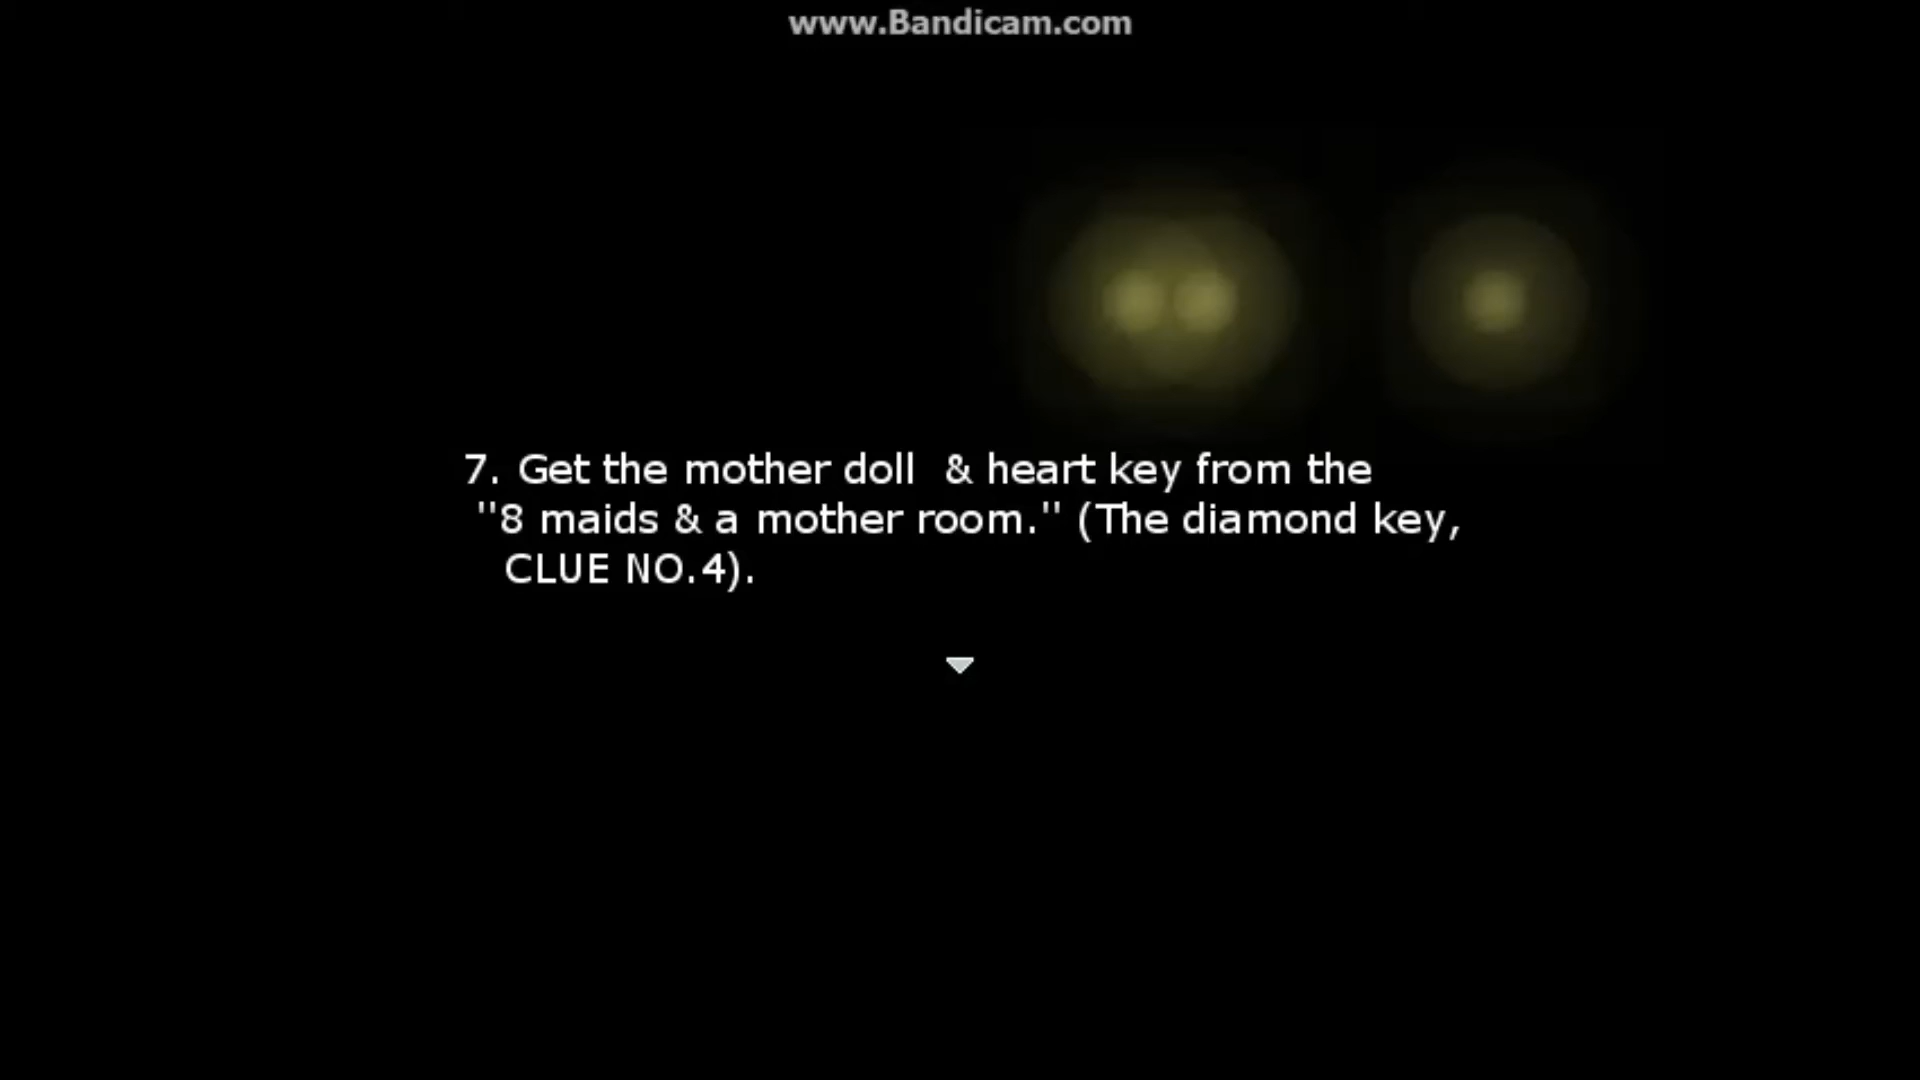 www.Bandicam.com
7. Get the mother doll  & heart key from the
"8 maids & a mother room." (The diamond key,
CLUE NO.4).